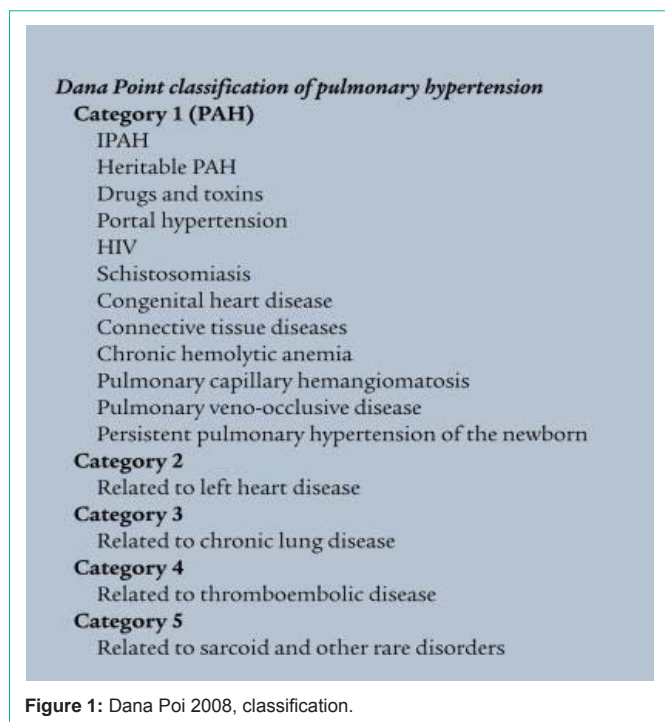 Dana Point classification of pulmonary hypertension
Category 1 (PAH)
IPAH
Heritable PAH
Drugs and toxins
Portal hypertension
HIV
Schistosomiasis
Congenital heart disease
Connective tissue diseases
Chronic hemolytic anemia
Pulmonary capillary hemangiomatosis
Pulmonary veno-occlusive disease
Persistent pulmonary hypertension of the newborn
Category 2
Related to left heart disease
Category 3
Related to chronic lung disease
Category 4
Related to thromboembolic disease
Category 5
Related to sarcoid and other rare disorders
Figure 1: Dana Poi 2008, classification.